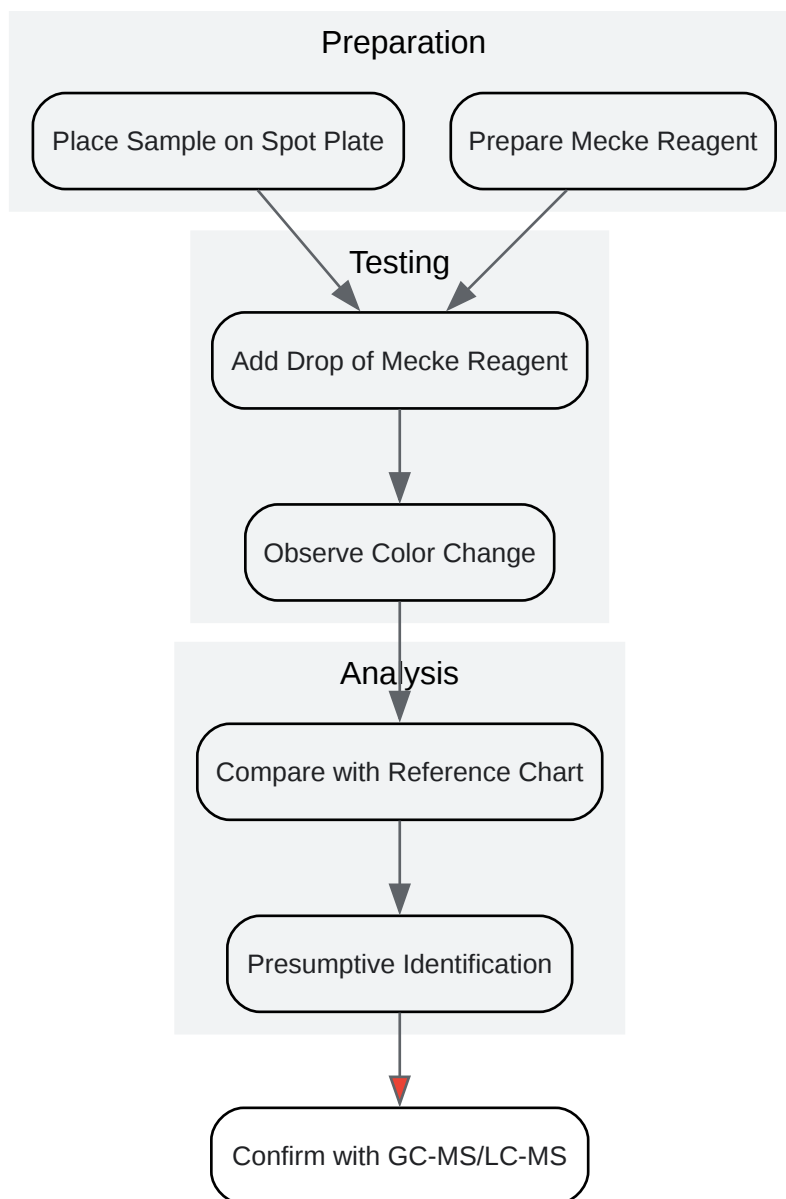 Preparation
Place Sample on Spot Plate
Prepare Mecke Reagent
Testing
Add Drop of Mecke Reagent
Observe Color Change
Analysis
Compare with Reference Chart
Presumptive Identification
Confirm with GC-MS/LC-MS